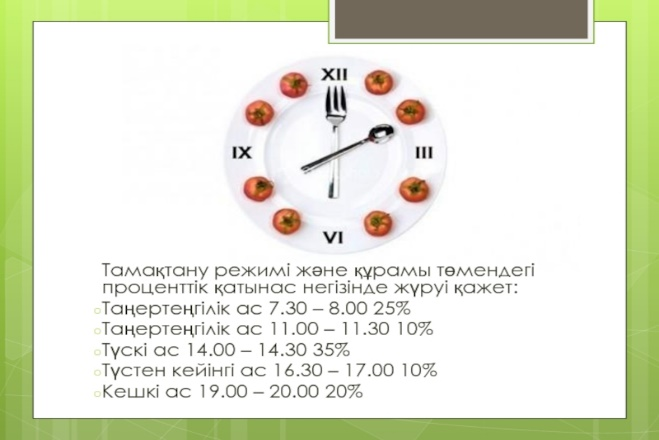 XII
IX
III
VI
Тамақтану режимі және құрамы төмендегі
проценттік қатынас негізінде жүруі қажет:
Таңертеңгілік ас 7.30 – 8.00 25%
Таңертеңгілік ас 11.00 – 11.30 10%
Түскі ас 14.00 – 14.30 35%
Түстен кейінгі ас 16.30 – 17.00 10%
Кешкі ас 19.00 – 20.00 20%